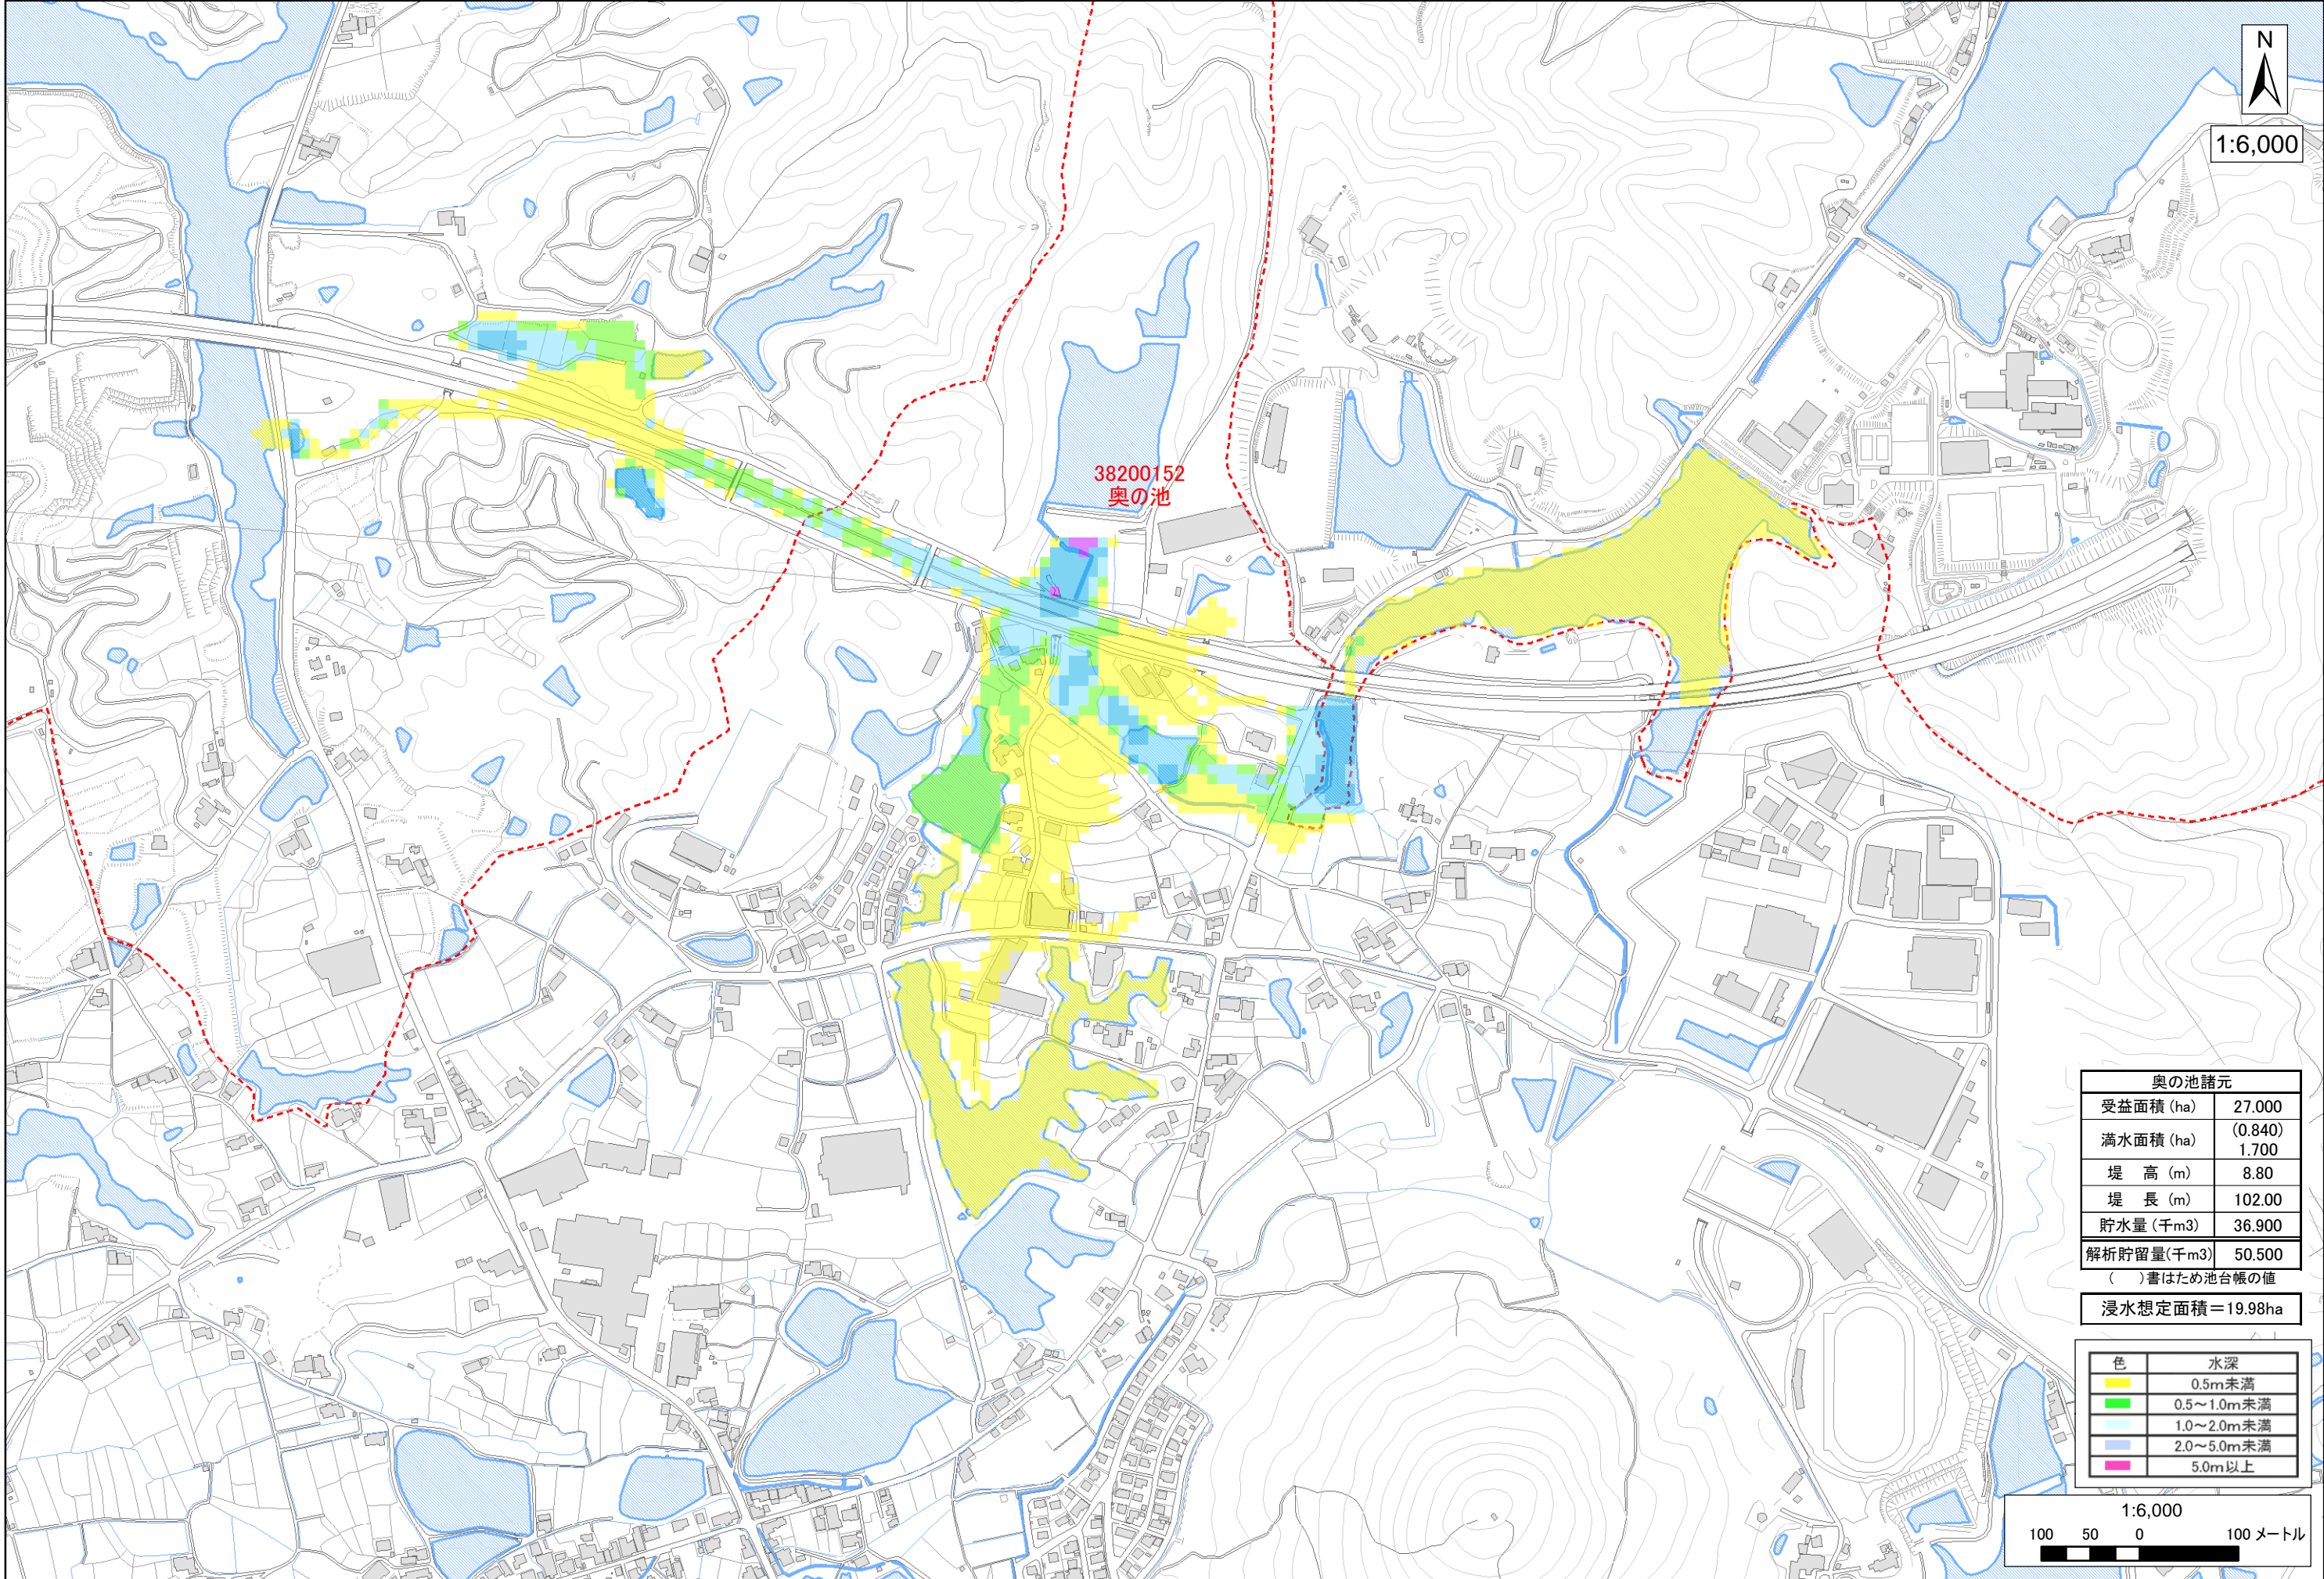 N
1:6,000
38200152
奥の池
奥の池諸元
受益面積(ha) 27.000
満水面積(ha) (0.840) 1.700
堤 高(m) 8.80
堤 長(m) 102.00
貯水量(千m3) 36.900
解析貯留量(千m3) 50.500
( )書はため池台帳の値
浸水想定面積=19.98ha
色 水深
0.5m未満
0.5~1.0m未満
1.0~2.0m未満
2.0~5.0m未満
5.0m以上
1:6,000
100 50 0 100 メートル